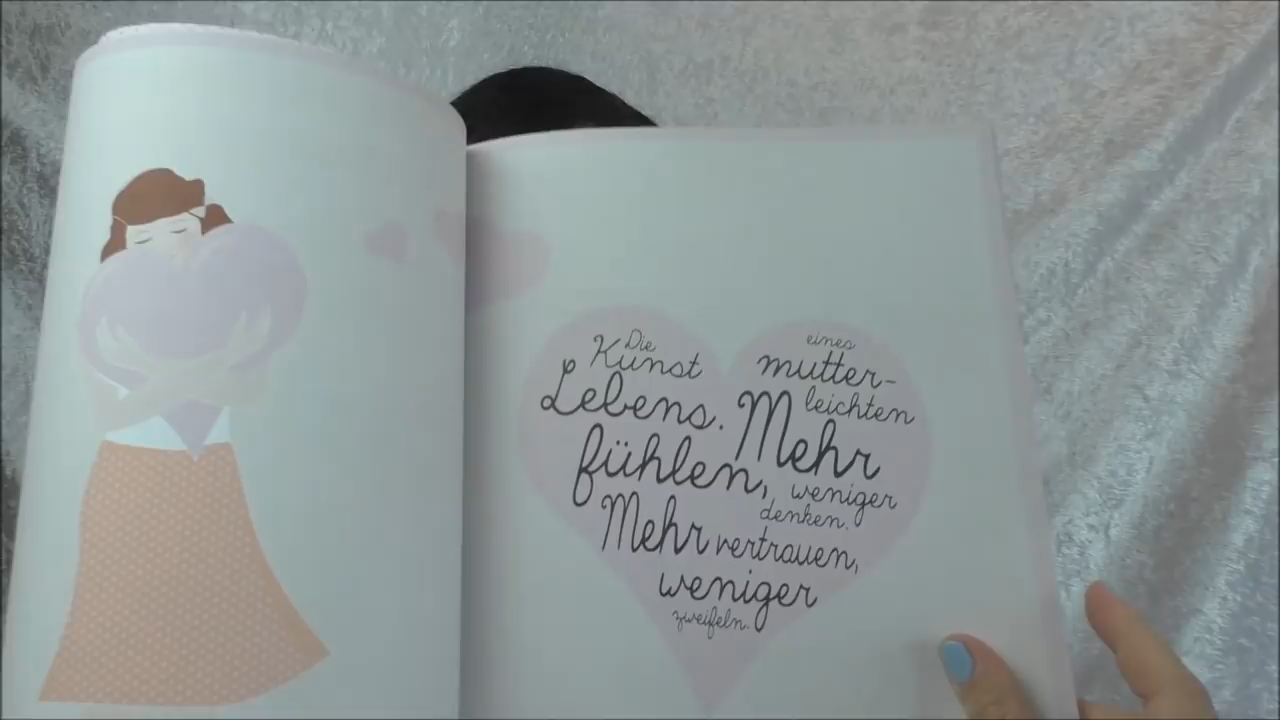 Die eines
Kunst mutter-
Lebens. leichten
Mehr
fühlen, weniger
denken.
Mehr vertrauen,
weniger
zweifeln.